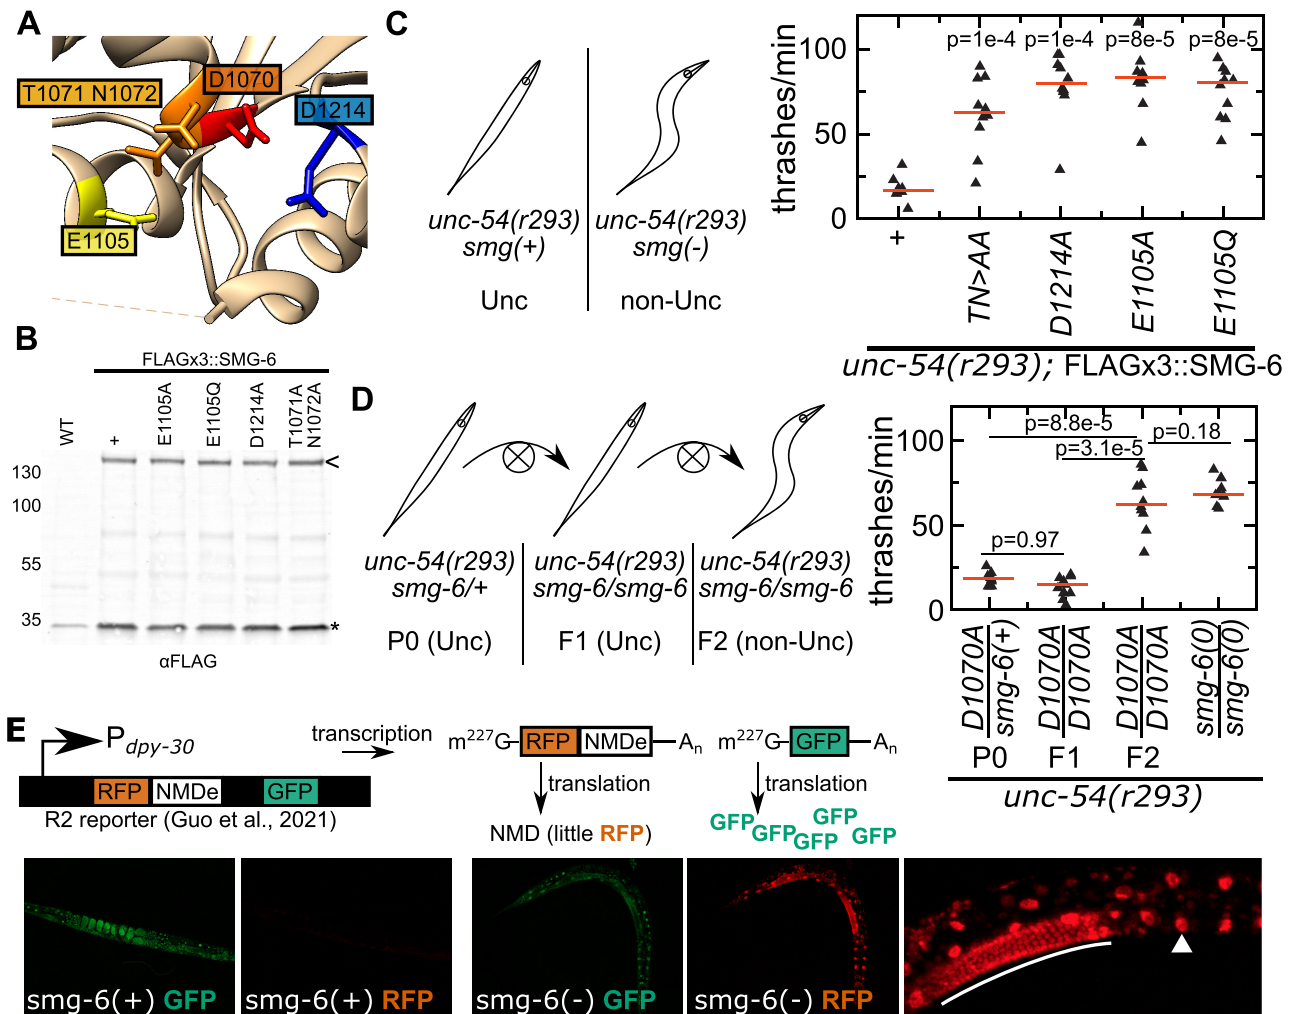 A
T1071 N1072
D1070
D1214
E1105
B
FLAGx3::SMG-6
WT
+
E1105A
E1105Q
D1214A
T1071A
N1072A
130
100
55
35
<
*
αFLAG
C
unc-54(r293)
smg(+)
Unc
unc-54(r293)
smg(-)
non-Unc
thrashes/min
100
50
0
p=1e-4
p=1e-4
p=8e-5
p=8e-5
+
TN>AA
D1214A
E1105A
E1105Q
unc-54(r293); FLAGx3::SMG-6
D
unc-54(r293)
smg-6/+
P0 (Unc)
unc-54(r293)
smg-6/smg-6
F1 (Unc)
unc-54(r293)
smg-6/smg-6
F2 (non-Unc)
thrashes/min
100
50
0
p=8.8e-5
p=3.1e-5
p=0.18
p=0.97
D1070A
smg-6(+)
D1070A
D1070A
D1070A
D1070A
smg-6(0)
smg-6(0)
P0
F1
F2
unc-54(r293)
E
Pdpy-30
RFP
NMDe
GFP
R2 reporter (Guo et al., 2021)
transcription
m227G
RFP
NMDe
An
translation
NMD (little RFP)
m227G
GFP
An
translation
GFP
GFP
GFP
GFP
GFP
smg-6(+) GFP
smg-6(+) RFP
smg-6(-) GFP
smg-6(-) RFP